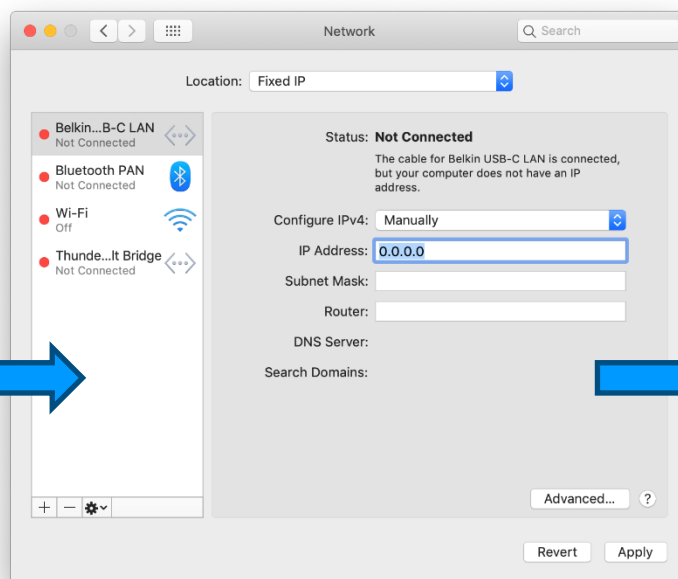 Network
Search
Location: Fixed IP
Belkin...B-C LAN
Not Connected
Bluetooth PAN
Not Connected
Wi-Fi
Off
Thunde...lt Bridge
Not Connected
Status: Not Connected
The cable for Belkin USB-C LAN is connected,
but your computer does not have an IP
address.
Configure IPv4: Manually
IP Address: 0.0.0.0
Subnet Mask:
Router:
DNS Server:
Search Domains:
Advanced... ?
Revert Apply